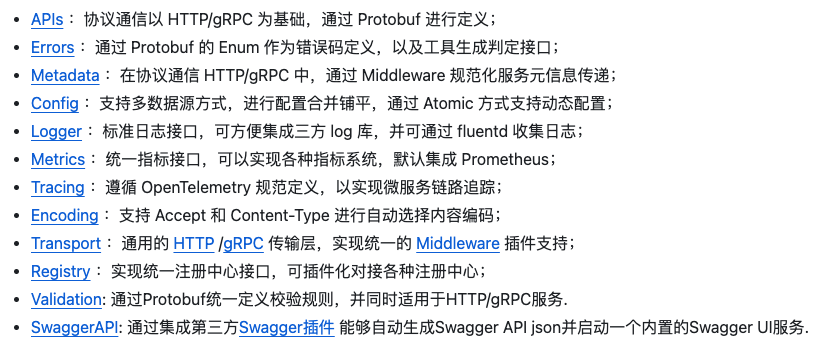 • APIs ：协议通信以 HTTP/gRPC 为基础，通过 Protobuf 进行定义；
• Errors ：通过 Protobuf 的 Enum 作为错误码定义，以及工具生成判定接口；
• Metadata ：在协议通信 HTTP/gRPC 中，通过 Middleware 规范化服务元信息传递；
• Config ：支持多数据源方式，进行配置合并铺平，通过 Atomic 方式支持动态配置；
• Logger ：标准日志接口，可方便集成三方 log 库，并可通过 fluentd 收集日志；
• Metrics ：统一指标接口，可以实现各种指标系统，默认集成 Prometheus；
• Tracing ：遵循 OpenTelemetry 规范定义，以实现微服务链路追踪；
• Encoding ：支持 Accept 和 Content-Type 进行自动选择内容编码；
• Transport ：通用的 HTTP /gRPC 传输层，实现统一的 Middleware 插件支持；
• Registry ：实现统一注册中心接口，可插件化对接各种注册中心；
• Validation: 通过Protobuf统一定义校验规则，并同时适用于HTTP/gRPC服务.
• SwaggerAPI: 通过集成第三方Swagger插件 能够自动生成Swagger API json并启动一个内置的Swagger UI服务.